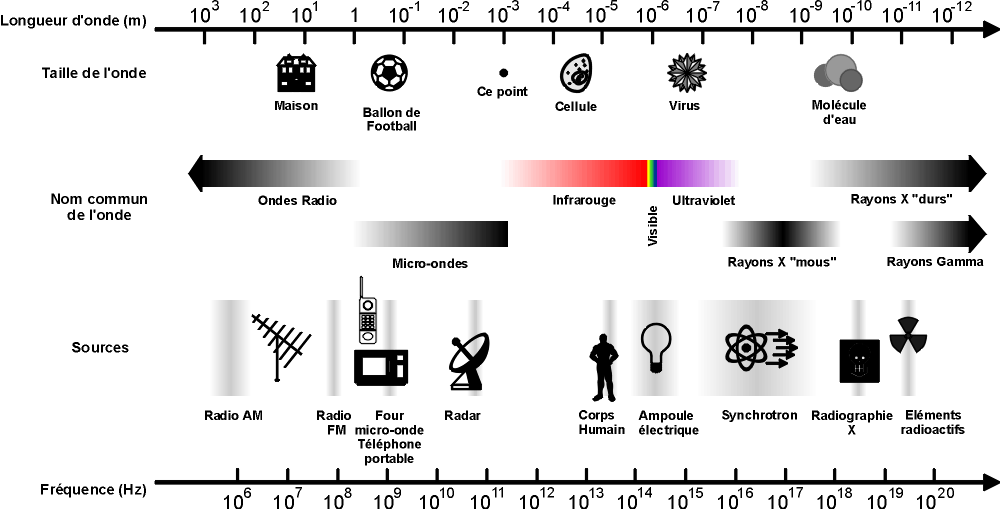 Longueur d'onde (m)
10³ 10² 10¹ 1 10⁻¹ 10⁻² 10⁻³ 10⁻⁴ 10⁻⁵ 10⁻⁶ 10⁻⁷ 10⁻⁸ 10⁻⁹ 10⁻¹⁰ 10⁻¹¹ 10⁻¹²
Taille de l'onde
Maison
Ballon de
Football
Ce point
Cellule
Virus
Molécule
d'eau
Nom commun
de l'onde
Ondes Radio
Infrarouge
Visible
Ultraviolet
Rayons X "durs"
Micro-ondes
Rayons X "mous"
Rayons Gamma
Sources
Radio AM
Radio
FM
Four
micro-onde
Téléphone
portable
Radar
Corps
Humain
Ampoule
électrique
Synchrotron
Radiographie
X
Eléments
radioactifs
Fréquence (Hz)
10⁶ 10⁷ 10⁸ 10⁹ 10¹⁰ 10¹¹ 10¹² 10¹³ 10¹⁴ 10¹⁵ 10¹⁶ 10¹⁷ 10¹⁸ 10¹⁹ 10²⁰